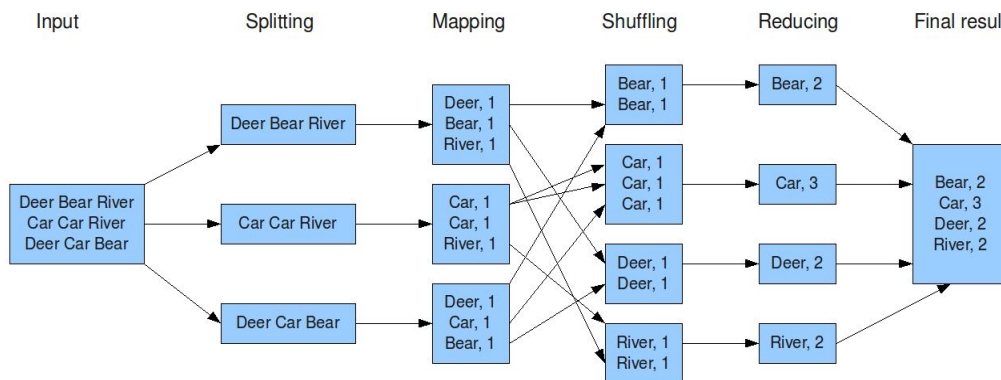 Input
Splitting
Mapping
Shuffling
Reducing
Final result
Deer Bear River
Car Car River
Deer Car Bear
Deer Bear River
Car Car River
Deer Car Bear
Deer, 1
Bear, 1
River, 1
Car, 1
Car, 1
River, 1
Deer, 1
Car, 1
Bear, 1
Bear, 1
Bear, 1
Car, 1
Car, 1
Car, 1
Deer, 1
Deer, 1
River, 1
River, 1
Bear, 2
Car, 3
Deer, 2
River, 2
Bear, 2
Car, 3
Deer, 2
River, 2